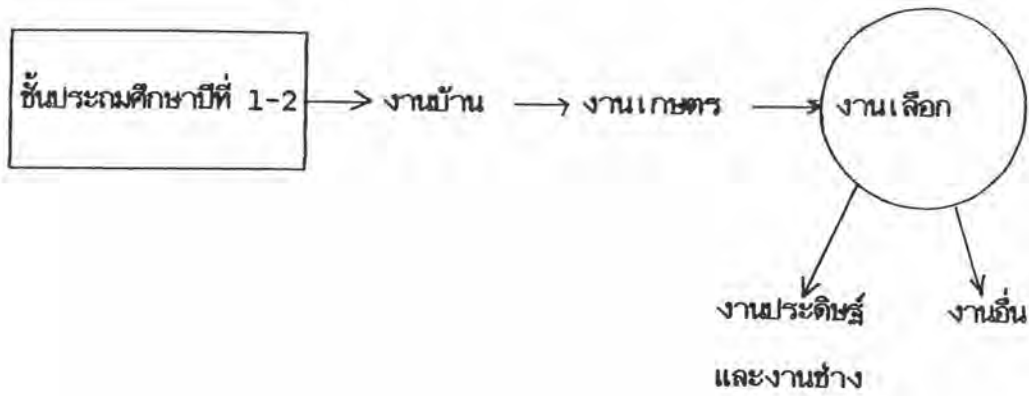 ชั้นประถมศึกษาปีที่ 1-2 งานบ้าน งานเกษตร งานเลือก
งานประดิษฐ์ งานอื่น
และงานช่าง